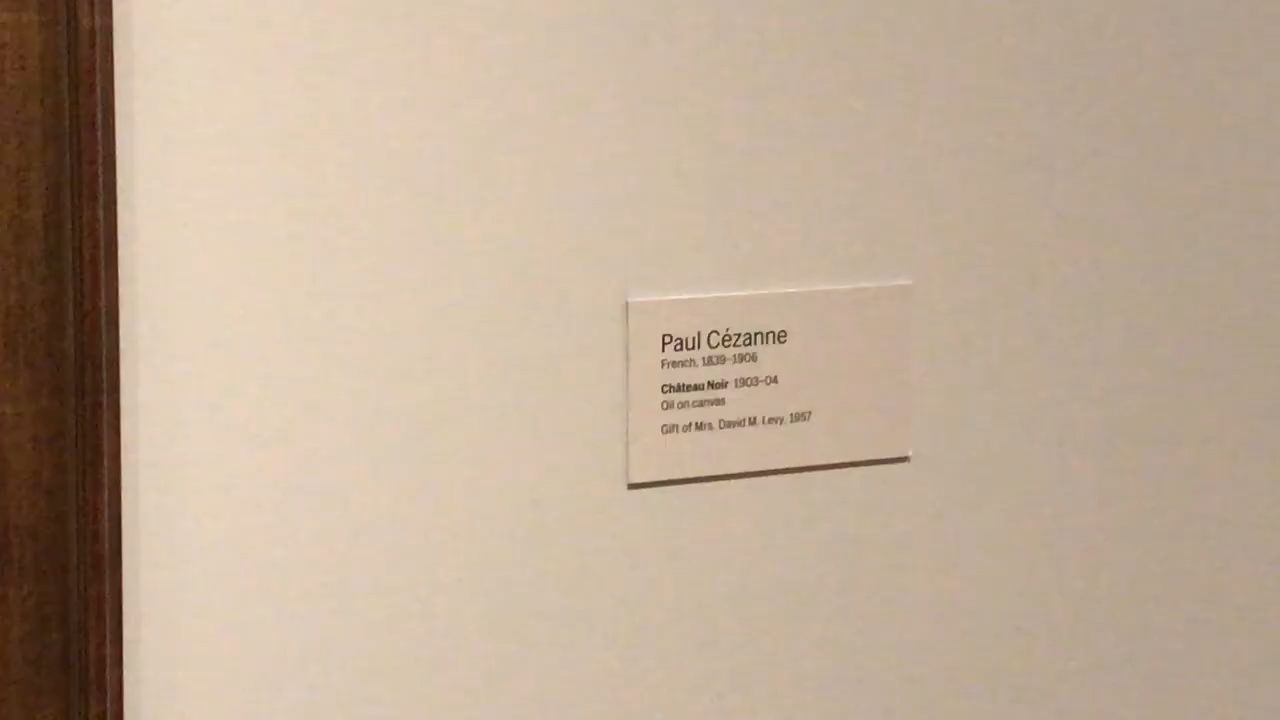 Paul Cézanne
French, 1839–1906
Château Noir 1903–04
Oil on canvas
Gift of Mrs. David M. Levy, 1957